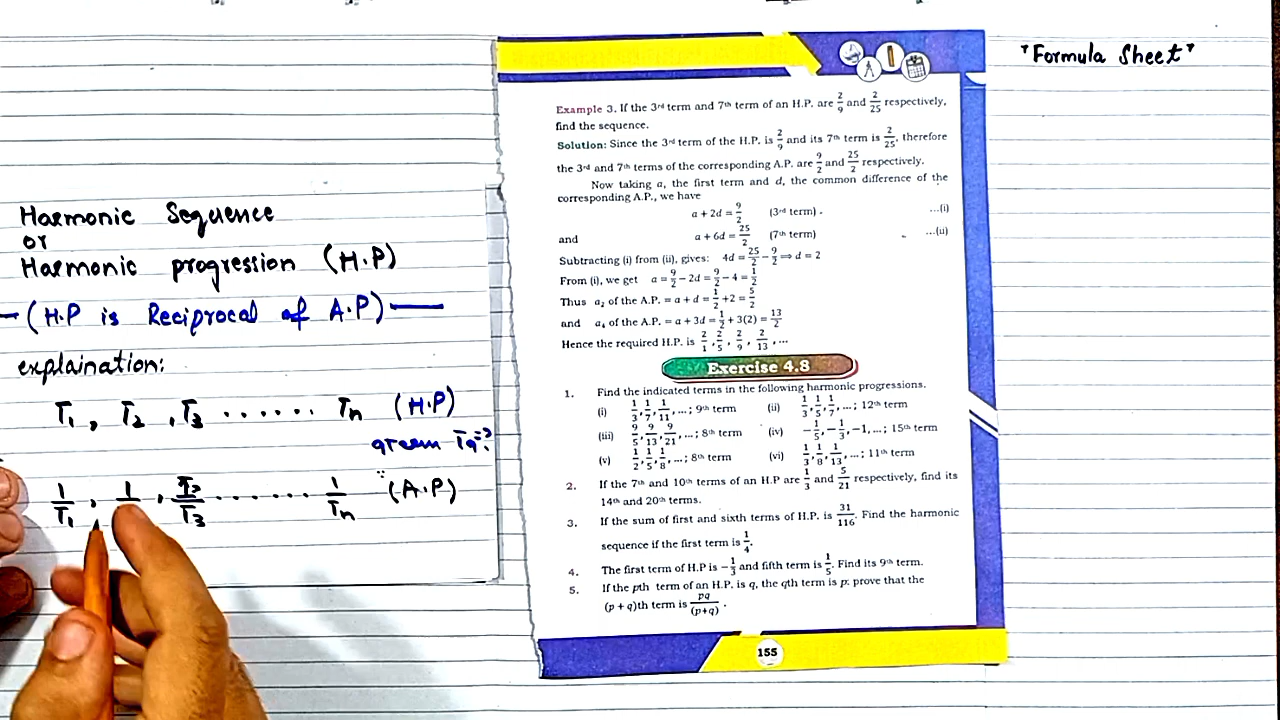 Harmonic Sequence
or
Harmonic progression (H.P)
(H.P is Reciprocal of A.P)
explaination:
T₁, T₂, T₃ ...... Tn (H.P)
1/T₁, 1, T₂/T₃ ....... 1/Tn (A.P)
Example 3. If the 3rd term and 7th term of an H.P. are 2/9 and 2/25 respectively,
find the sequence.
Solution: Since the 3rd term of the H.P. is 2/9 and its 7th term is 2/25, therefore
the 3rd and 7th terms of the corresponding A.P. are 9/2 and 25/2 respectively.
Now taking a, the first term and d, the common difference of the
corresponding A.P., we have
a + 2d = 9/2 (3rd term) ...(i)
and a + 6d = 25/2 (7th term) ...(ii)
Subtracting (i) from (ii), gives: 4d = 25/2 − 9/2 ⟹ d = 2
From (i), we get a = 9/2 − 2d = 9/2 − 4 = 1/2
Thus a₂ of the A.P. = a + d = 1/2 + 2 = 5/2
and a₄ of the A.P. = a + 3d = 1/2 + 3(2) = 13/2
Hence the required H.P. is 2/1, 2/5, 2/9, 2/13, ...
Exercise 4.8
1. Find the indicated terms in the following harmonic progressions.
(i) 1/3, 1/7, 1/11, ...; 9th term (ii) 1/3, 1/5, 1/7, ...; 12th term
(iii) 9/5, 9/13, 9/21, ...; 8th term (iv) −1/5, −1/3, −1, ...; 15th term
(v) 1/2, 1/5, 1/8, ...; 8th term (vi) 1/3, 1/8, 1/13, ...; 11th term
2. If the 7th and 10th terms of an H.P are 1/3 and 5/21 respectively, find its
14th and 20th terms.
3. If the sum of first and sixth terms of H.P. is 31/116. Find the harmonic
sequence if the first term is 1/4.
4. The first term of H.P is −1/3 and fifth term is 1/5. Find its 9th term.
5. If the pth term of an H.P. is q, the qth term is p: prove that the
(p + q)th term is pq/(p+q).
155
"Formula Sheet"